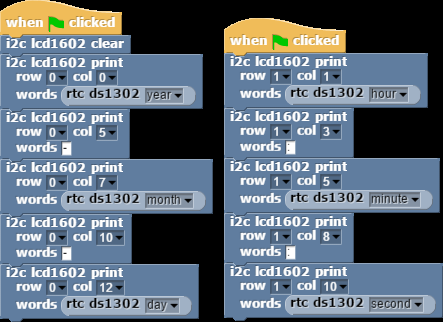 when clicked
i2c lcd1602 clear
i2c lcd1602 print
row 0 col 0
words rtc ds1302 year
i2c lcd1602 print
row 0 col 5
words -
i2c lcd1602 print
row 0 col 7
words rtc ds1302 month
i2c lcd1602 print
row 0 col 10
words -
i2c lcd1602 print
row 0 col 12
words rtc ds1302 day
when clicked
i2c lcd1602 print
row 1 col 1
words rtc ds1302 hour
i2c lcd1602 print
row 1 col 3
words :
i2c lcd1602 print
row 1 col 5
words rtc ds1302 minute
i2c lcd1602 print
row 1 col 8
words :
i2c lcd1602 print
row 1 col 10
words rtc ds1302 second